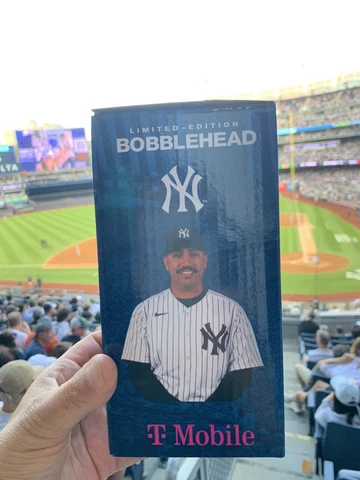 LIMITED-EDITION
BOBBLEHEAD
NY
NY
NY
T Mobile